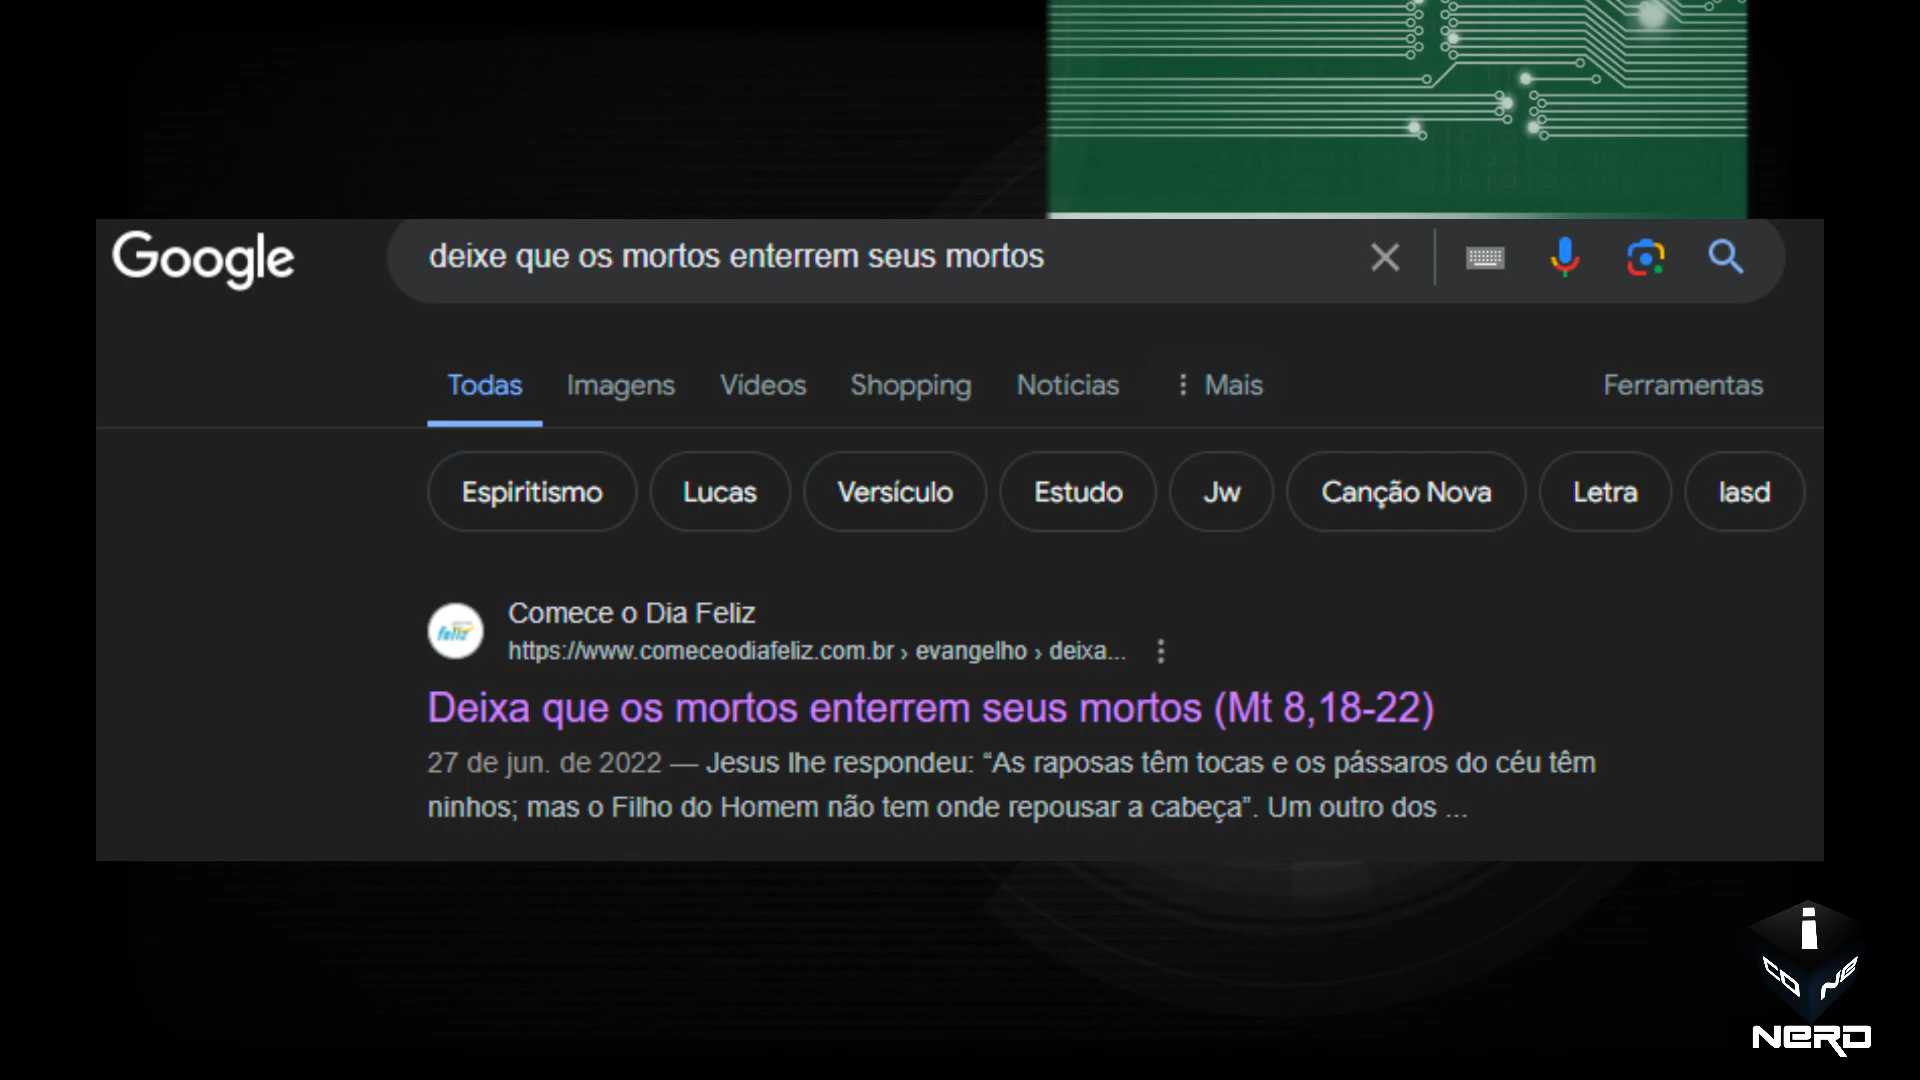 Google
deixe que os mortos enterrem seus mortos
Todas Imagens Vídeos Shopping Notícias Mais Ferramentas
Espiritismo Lucas Versículo Estudo Jw Canção Nova Letra Iasd
feliz
Comece o Dia Feliz
https://www.comeceodiafeliz.com.br › evangelho › deixa...
Deixa que os mortos enterrem seus mortos (Mt 8,18-22)
27 de jun. de 2022 — Jesus lhe respondeu: “As raposas têm tocas e os pássaros do céu têm
ninhos; mas o Filho do Homem não tem onde repousar a cabeça”. Um outro dos ...
NERD